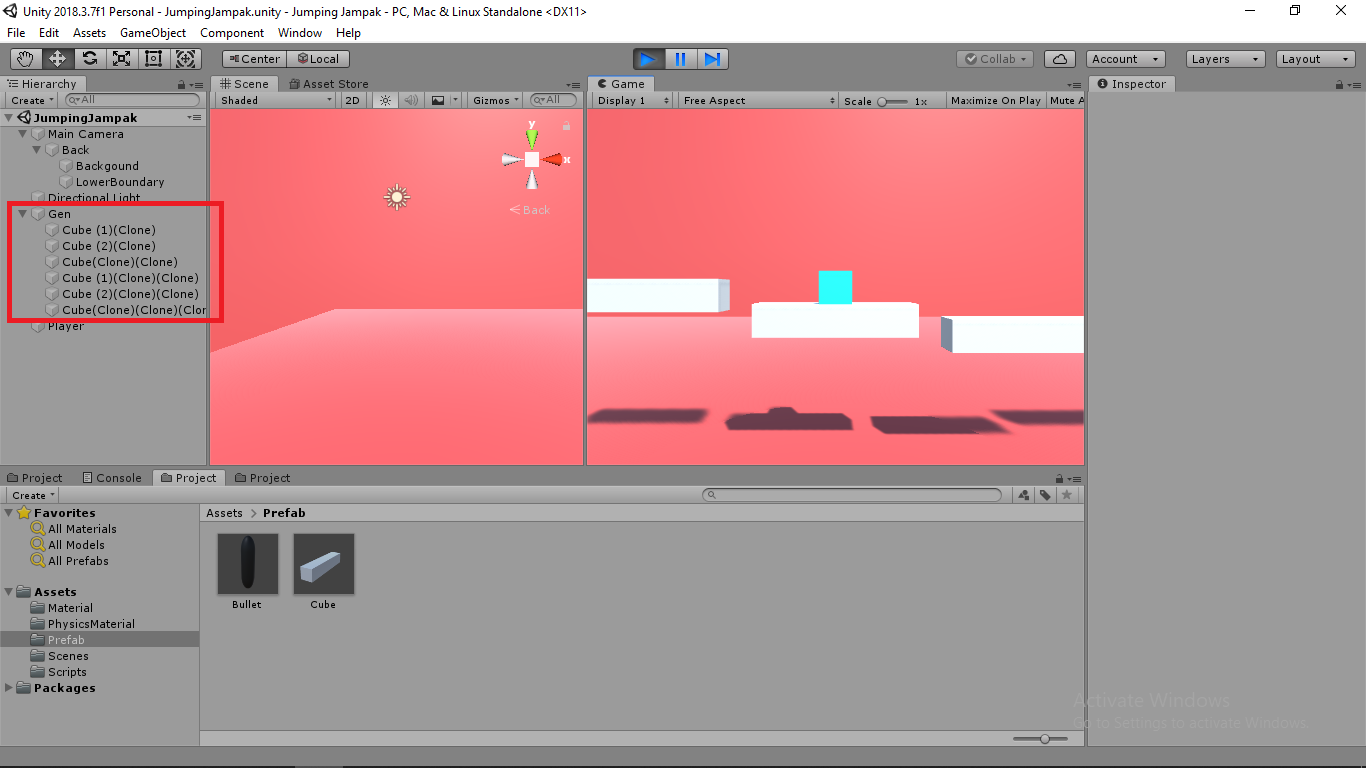 Unity 2018.3.7f1 Personal - JumpingJampak.unity - Jumping Jampak - PC, Mac & Linux Standalone <DX11>
File Edit Assets GameObject Component Window Help
Center Local Collab Account Layers Layout
Hierarchy
Create All
JumpingJampak
Main Camera
Back
Backgound
LowerBoundary
Directional Light
Gen
Cube (1)(Clone)
Cube (2)(Clone)
Cube(Clone)(Clone)
Cube (1)(Clone)(Clone)
Cube (2)(Clone)(Clone)
Cube(Clone)(Clone)(Clor
Player
Scene Asset Store
Shaded 2D Gizmos All
y
x
Back
Game
Display 1 Free Aspect Scale 1x Maximize On Play Mute A
Inspector
Project Console Project Project
Create
Favorites
All Materials
All Models
All Prefabs
Assets
Material
PhysicsMaterial
Prefab
Scenes
Scripts
Packages
Assets > Prefab
Bullet Cube
Activate Windows
Go to Settings to activate Windows.